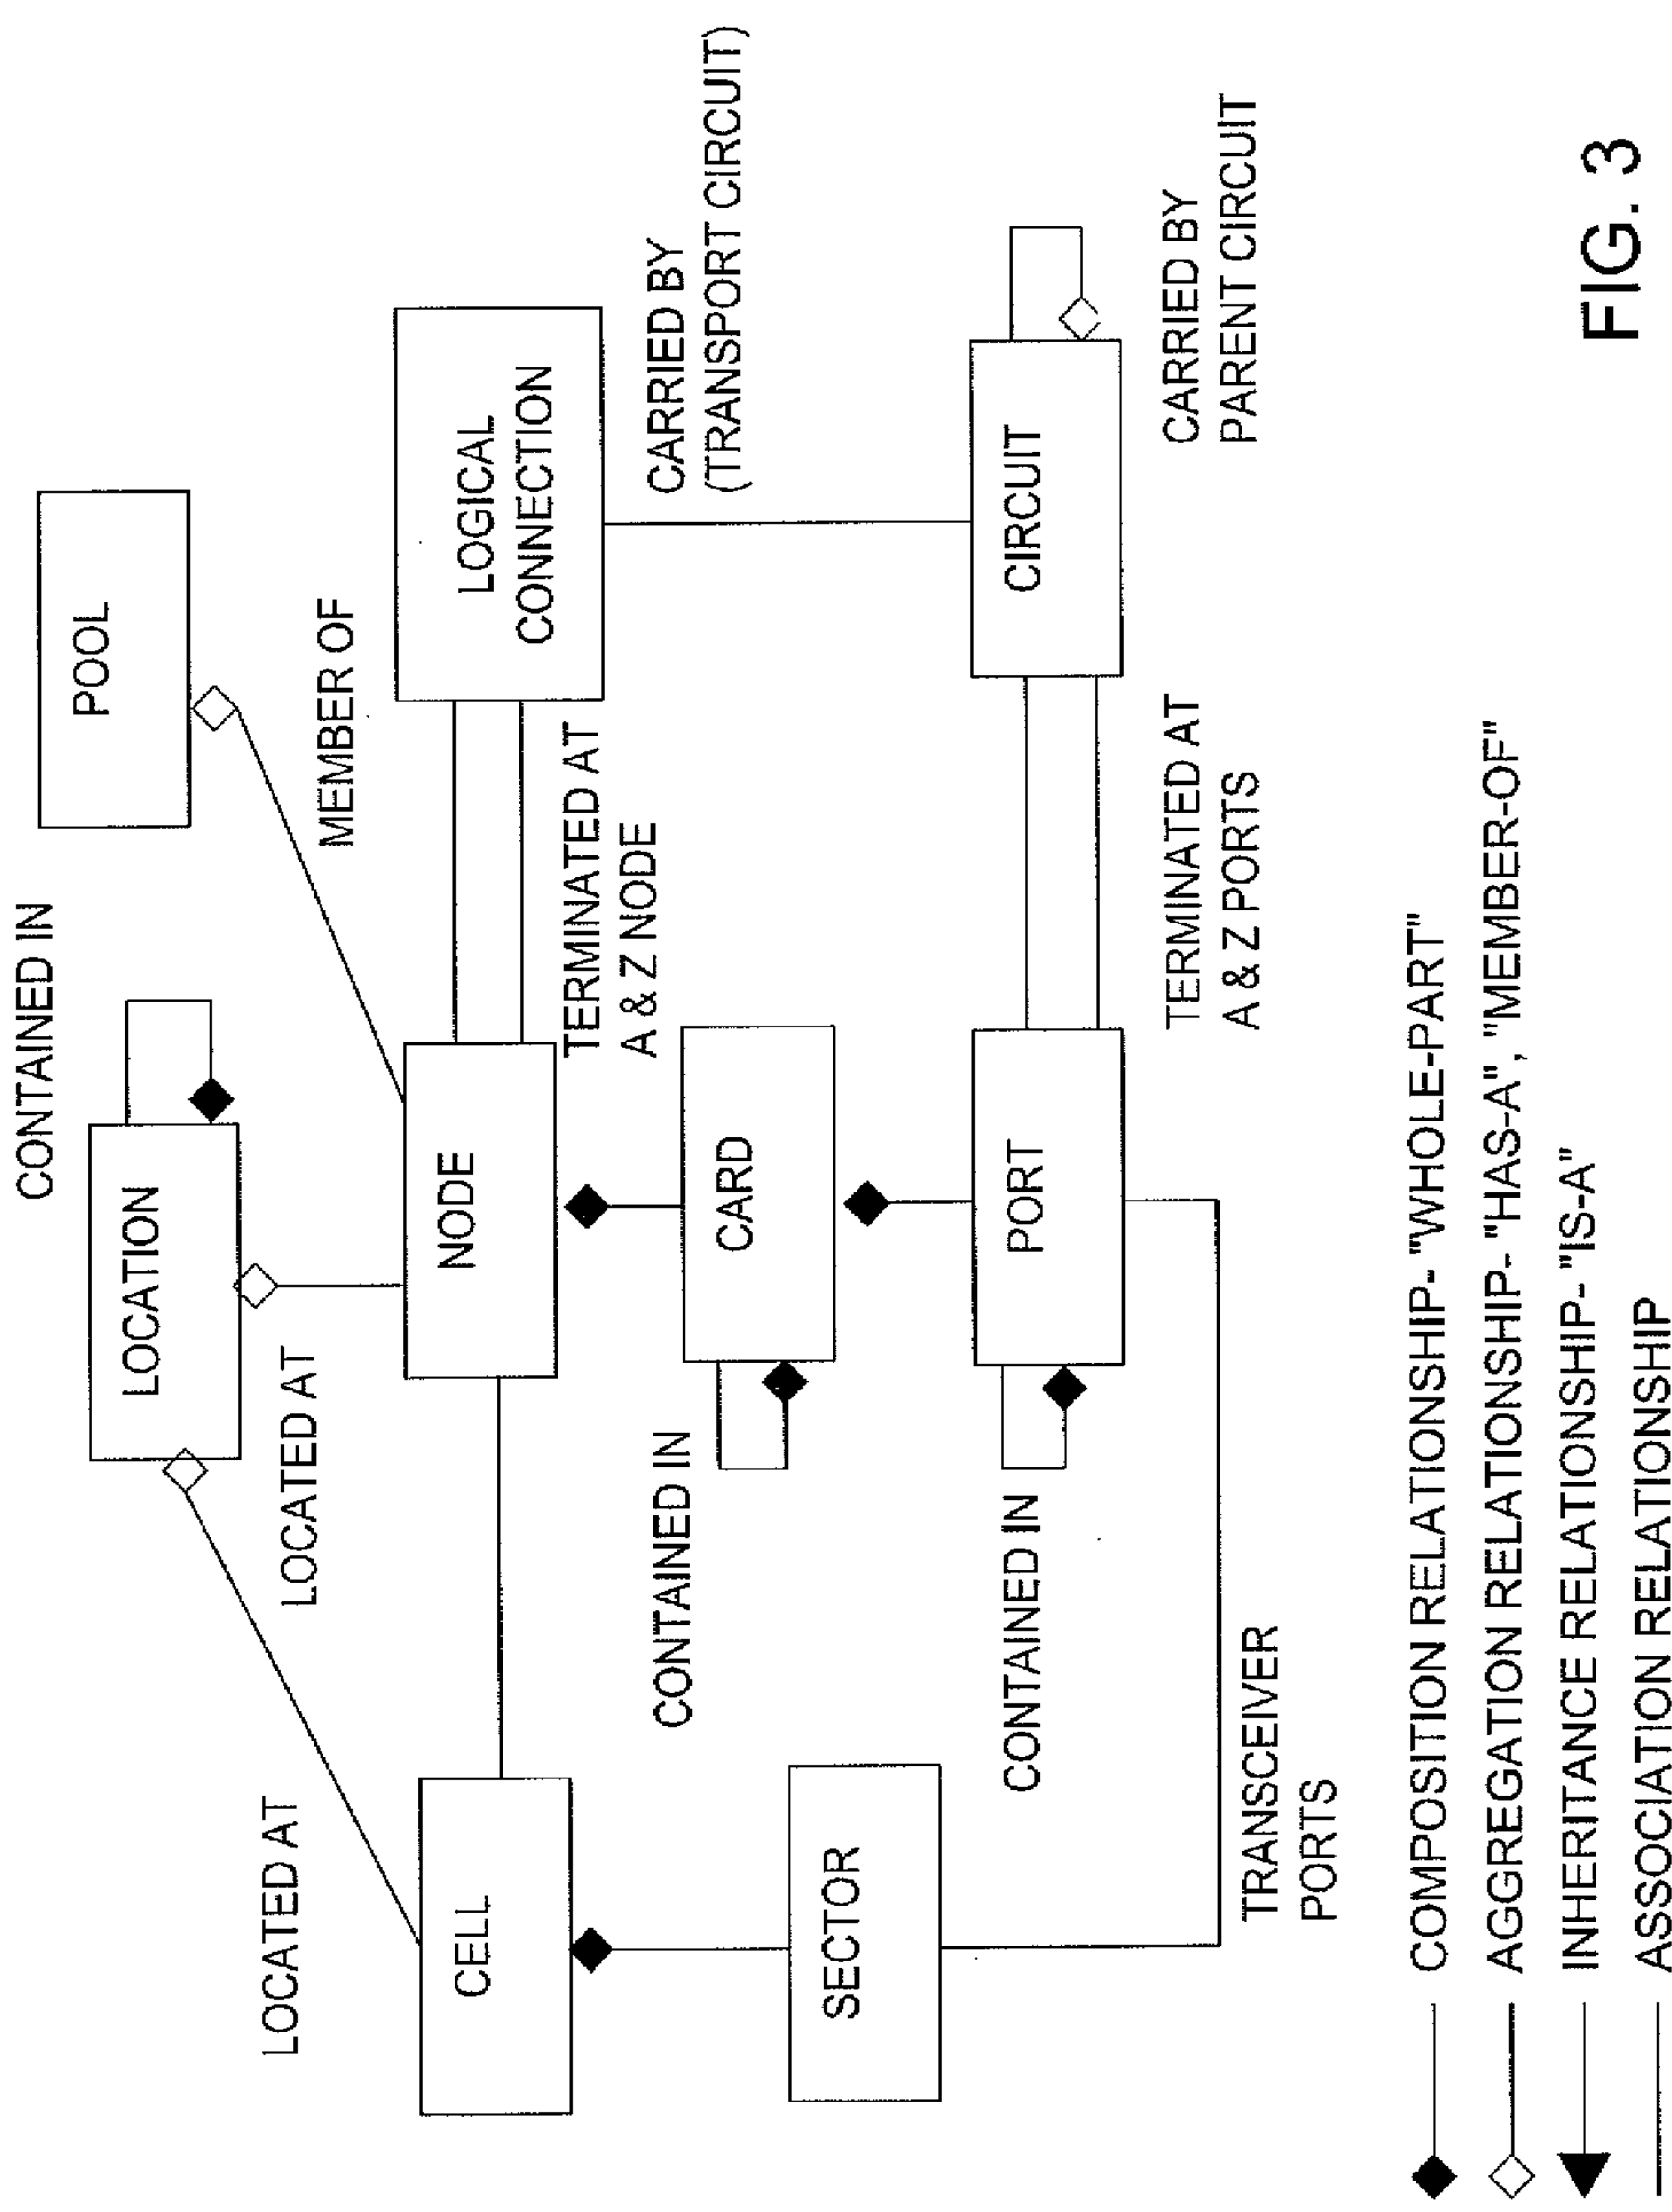 CONTAINED IN
POOL
LOCATION
LOCATED AT
LOCATED AT
MEMBER OF
CELL
NODE
LOGICAL
CONNECTION
TERMINATED AT
A & Z NODE
CARRIED BY
(TRANSPORT CIRCUIT)
CONTAINED IN
CARD
SECTOR
CONTAINED IN
PORT
CIRCUIT
TERMINATED AT
A & Z PORTS
CARRIED BY
PARENT CIRCUIT
TRANSCEIVER
PORTS
COMPOSITION RELATIONSHIP- "WHOLE-PART"
AGGREGATION RELATIONSHIP- "HAS-A", "MEMBER-OF"
INHERITANCE RELATIONSHIP- "IS-A"
ASSOCIATION RELATIONSHIP
FIG. 3